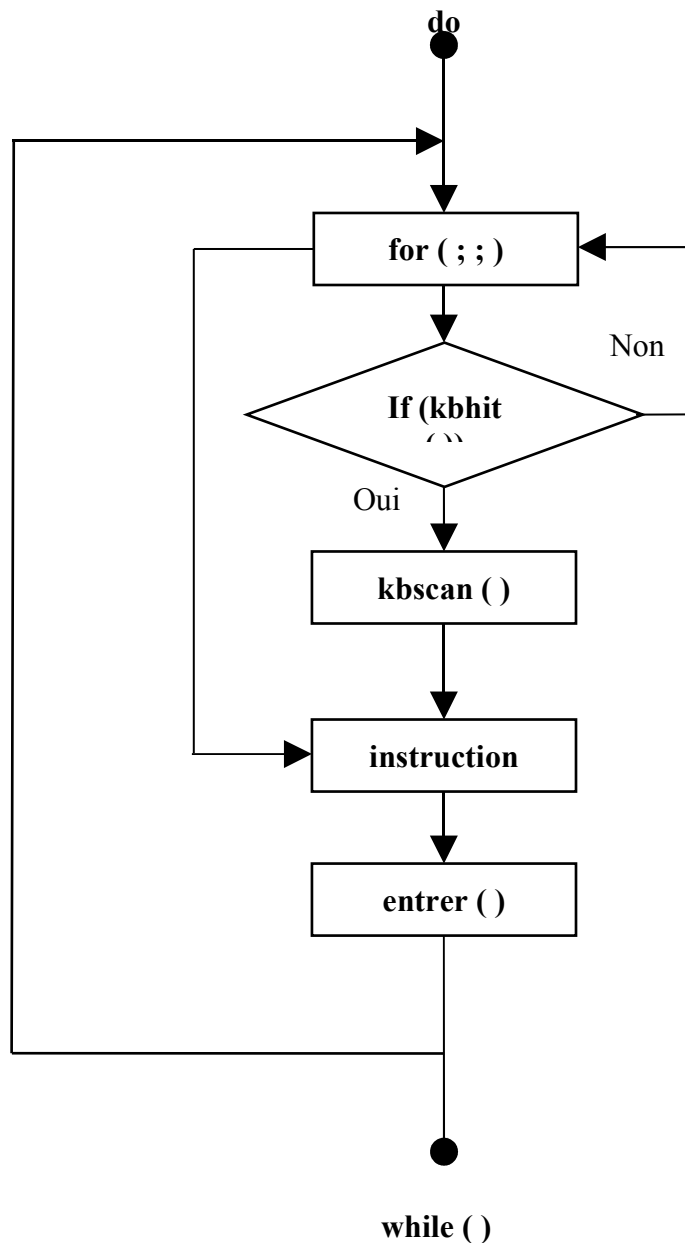 do
for ( ; ; )
Non
If (kbhit
( ))
Oui
kbscan ( )
instruction
entrer ( )
while ( )